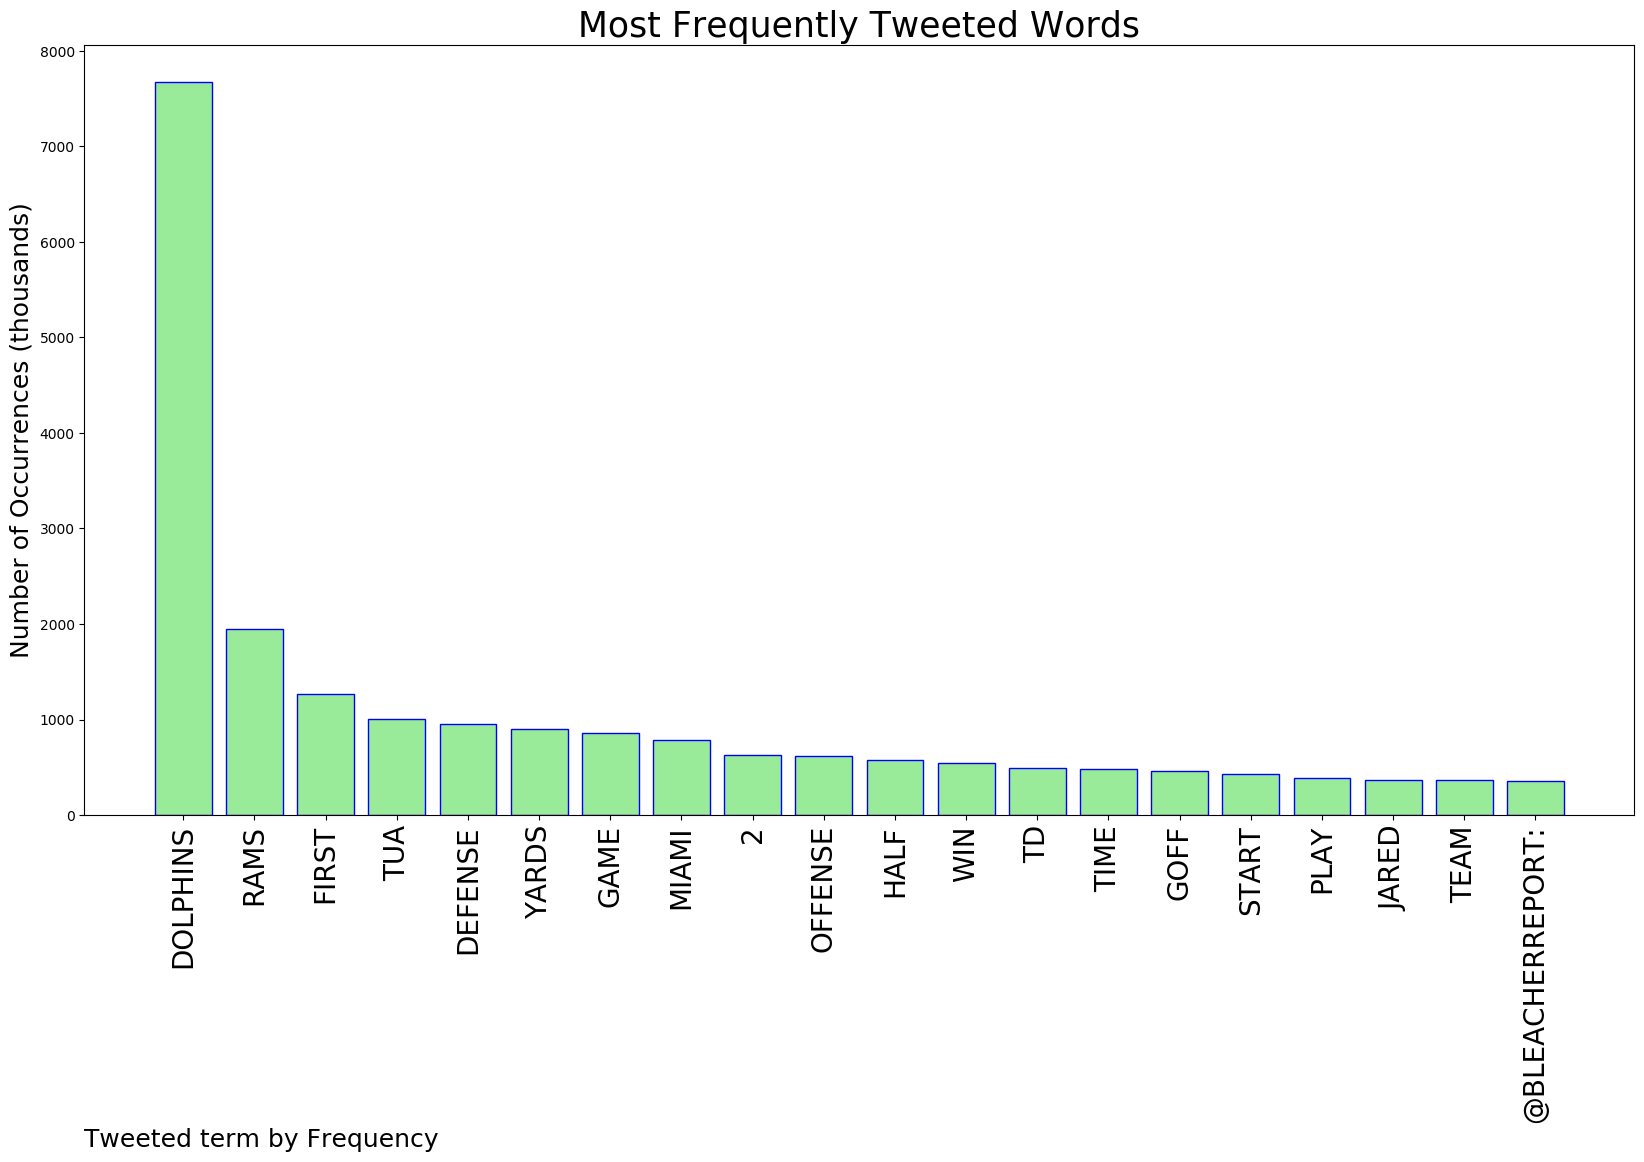 Most Frequently Tweeted Words
Number of Occurrences (thousands)
8000
7000
6000
5000
4000
3000
2000
1000
0
DOLPHINS
RAMS
FIRST
TUA
DEFENSE
YARDS
GAME
MIAMI
2
OFFENSE
HALF
WIN
TD
TIME
GOFF
START
PLAY
JARED
TEAM
@BLEACHERREPORT:
Tweeted term by Frequency